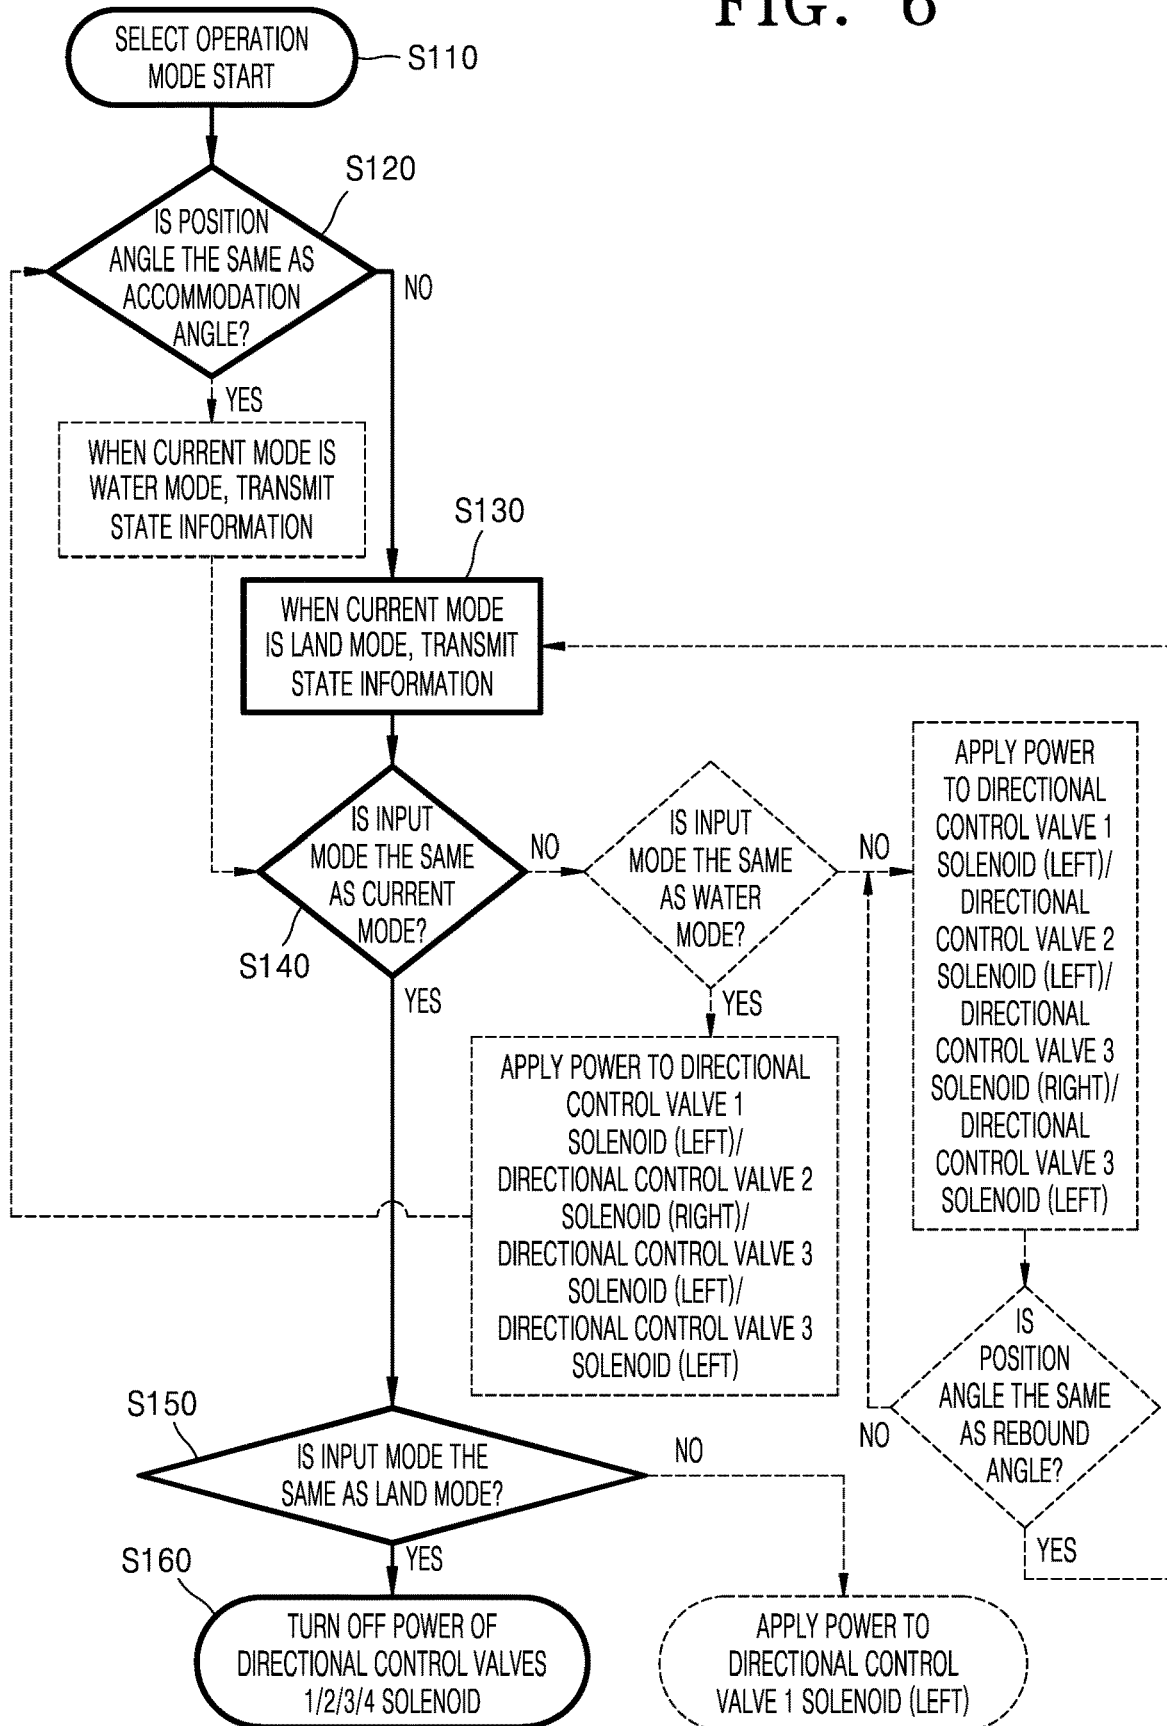 FIG. 6
SELECT OPERATION
MODE START
S110
S120
IS POSITION
ANGLE THE SAME AS
ACCOMMODATION
ANGLE?
NO
YES
WHEN CURRENT MODE IS
WATER MODE, TRANSMIT
STATE INFORMATION
S130
WHEN CURRENT MODE
IS LAND MODE, TRANSMIT
STATE INFORMATION
IS INPUT
MODE THE SAME
AS CURRENT
MODE?
S140
NO
YES
IS INPUT
MODE THE SAME
AS WATER
MODE?
NO
YES
APPLY POWER
TO DIRECTIONAL
CONTROL VALVE 1
SOLENOID (LEFT)/
DIRECTIONAL
CONTROL VALVE 2
SOLENOID (LEFT)/
DIRECTIONAL
CONTROL VALVE 3
SOLENOID (RIGHT)/
DIRECTIONAL
CONTROL VALVE 3
SOLENOID (LEFT)
APPLY POWER TO DIRECTIONAL
CONTROL VALVE 1
SOLENOID (LEFT)/
DIRECTIONAL CONTROL VALVE 2
SOLENOID (RIGHT)/
DIRECTIONAL CONTROL VALVE 3
SOLENOID (LEFT)/
DIRECTIONAL CONTROL VALVE 3
SOLENOID (LEFT)
IS
POSITION
ANGLE THE SAME
AS REBOUND
ANGLE?
NO
YES
S150
IS INPUT MODE THE
SAME AS LAND MODE?
NO
YES
S160
TURN OFF POWER OF
DIRECTIONAL CONTROL VALVES
1/2/3/4 SOLENOID
APPLY POWER TO
DIRECTIONAL CONTROL
VALVE 1 SOLENOID (LEFT)